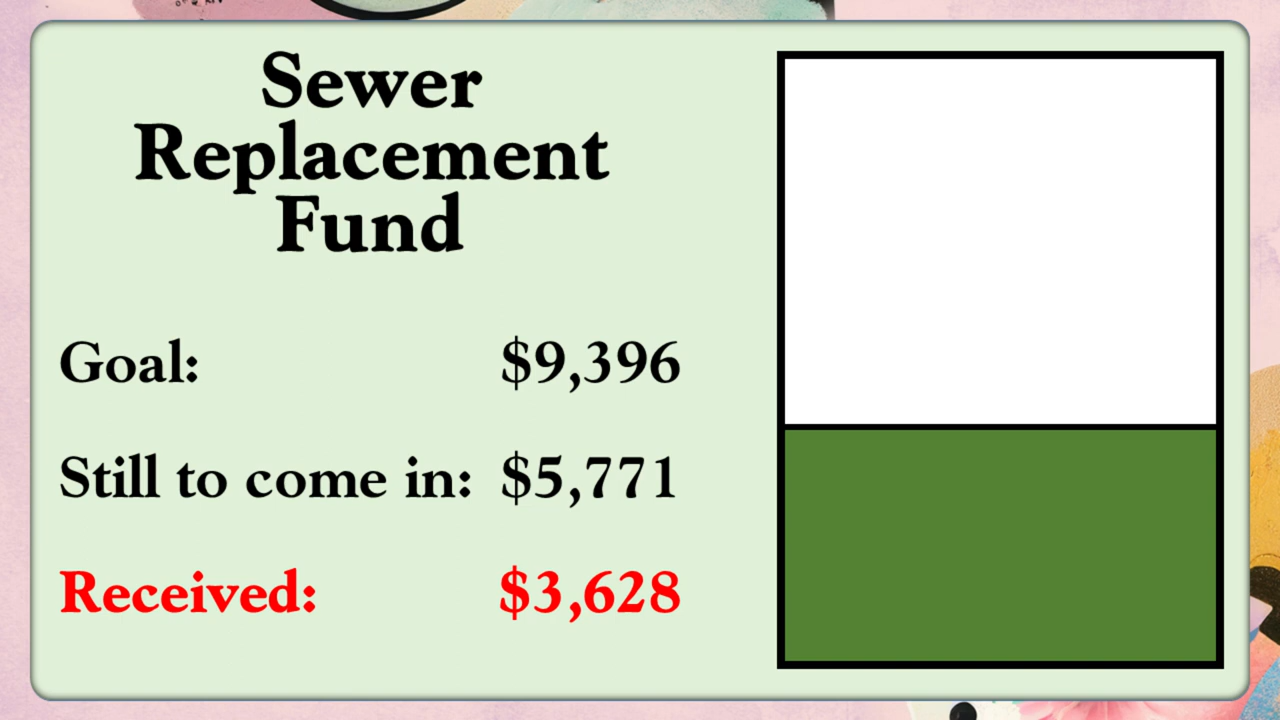 Sewer
Replacement
Fund
Goal: $9,396
Still to come in: $5,771
Received: $3,628